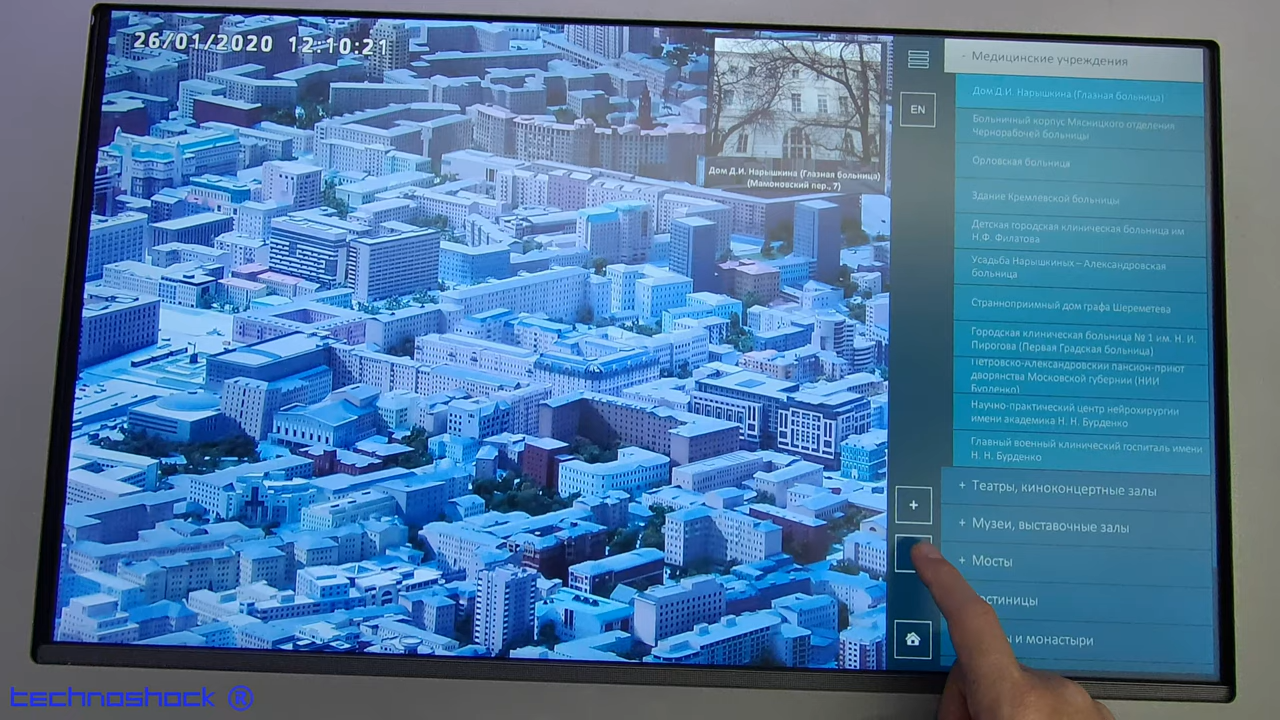 26/01/2020 12:10:21
Дом Д.И. Нарышкина (Глазная больница)
(Мамоновский пер., 7)
EN
- Медицинские учреждения
Дом Д.И. Нарышкина (Глазная больница)
Больничный корпус Мясницкого отделения
Чернорабочей больницы
Орловская больница
Здание Кремлевской больницы
Детская городская клиническая больница им
Н.Ф. Филатова
Усадьба Нарышкиных – Александровская
больница
Странноприимный дом графа Шереметева
Городская клиническая больница № 1 им. Н. И.
Пирогова (Первая Градская больница)
Петровско-Александровский пансион-приют
дворянства Московской губернии (НИИ
Бурденко)
Научно-практический центр нейрохирургии
имени академика Н. Н. Бурденко
Главный военный клинический госпиталь имени
Н. Н. Бурденко
+ Театры, киноконцертные залы
+ Музеи, выставочные залы
+ Мосты
остиницы
и монастыри
+
technoshock ®